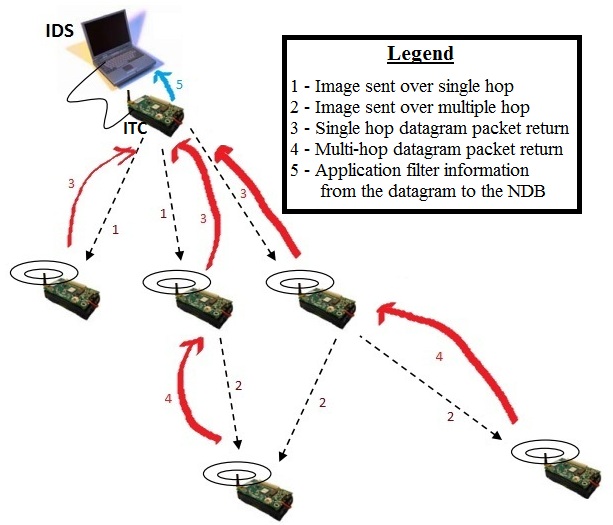 IDS
ITC
5
Legend
1 - Image sent over single hop
2 - Image sent over multiple hop
3 - Single hop datagram packet return
4 - Multi-hop datagram packet return
5 - Application filter information
from the datagram to the NDB
3
1
1
3
3
4
2
2
4
2